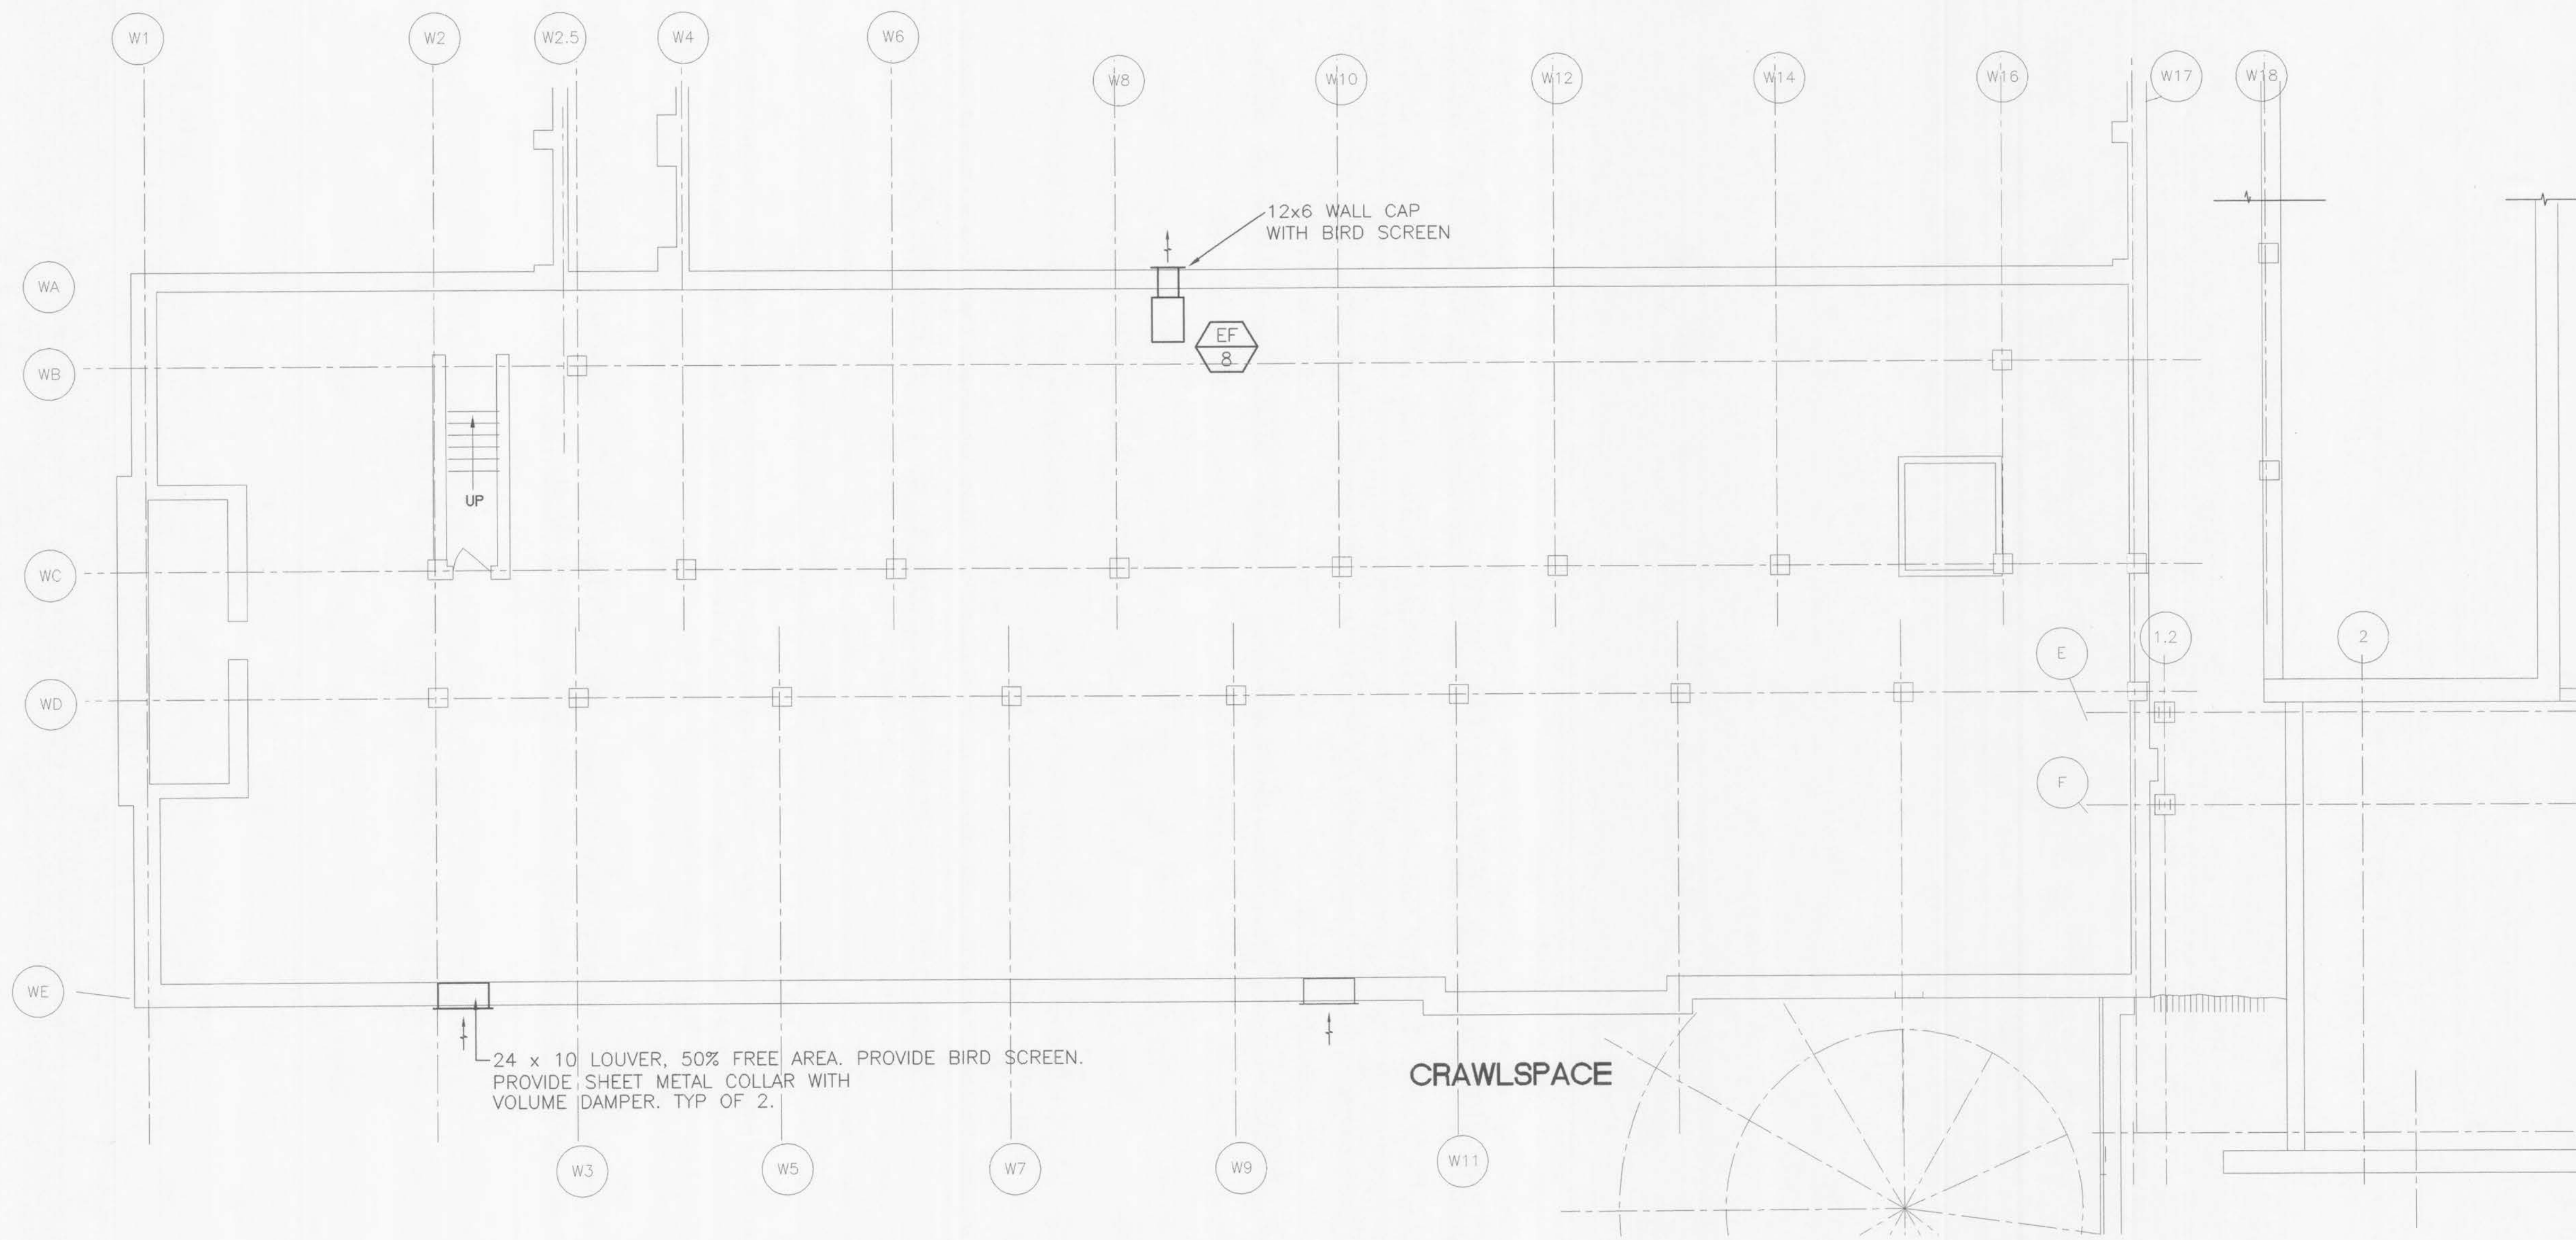 W1
W2
W2.5
W4
W6
W8
W10
W12
W14
W16
W17
W18
12x6 WALL CAP
WITH BIRD SCREEN
WA
EF
8
WB
UP
WC
E
1.2
2
WD
F
WE
24 x 10 LOUVER, 50% FREE AREA. PROVIDE BIRD SCREEN.
PROVIDE SHEET METAL COLLAR WITH
VOLUME DAMPER. TYP OF 2.
CRAWLSPACE
W3
W5
W7
W9
W11